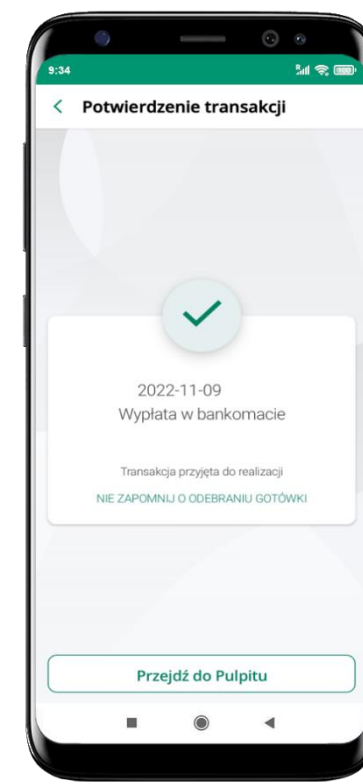 9:34
100
Potwierdzenie transakcji
2022-11-09
Wypłata w bankomacie
Transakcja przyjęta do realizacji
NIE ZAPOMNIJ O ODEBRANIU GOTÓWKI
Przejdź do Pulpitu